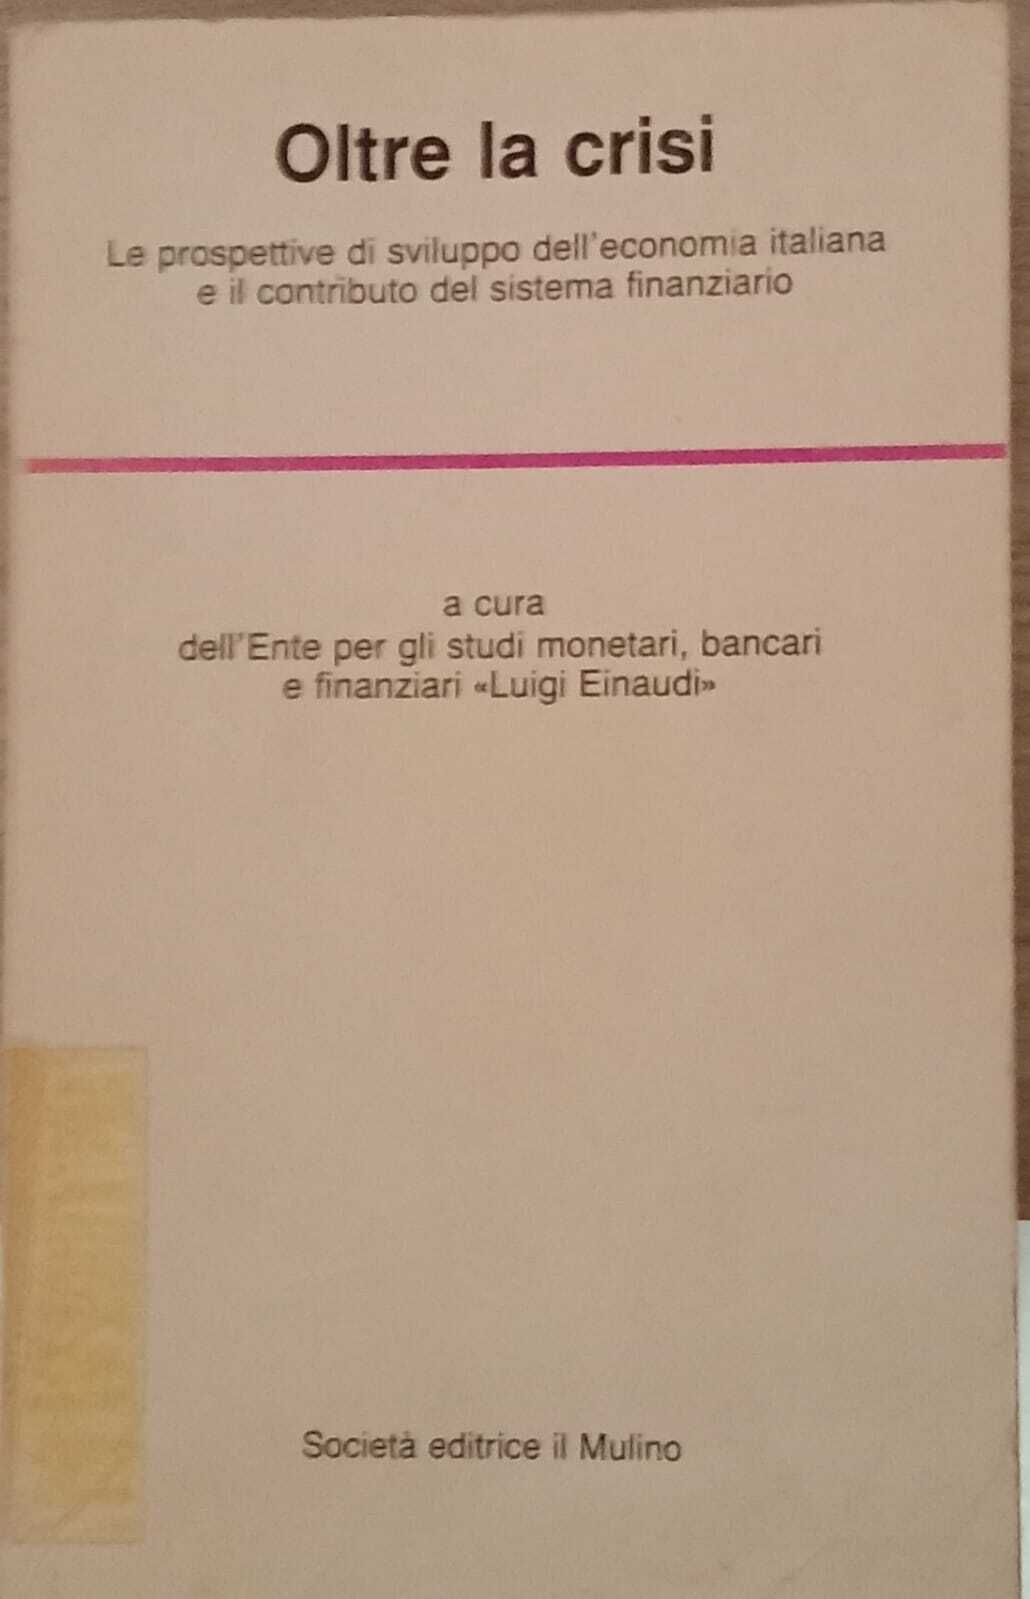 Oltre la crisi
Le prospettive di sviluppo dell'economia italiana
e il contributo del sistema finanziario
a cura
dell'Ente per gli studi monetari, bancari
e finanziari «Luigi Einaudi»
Società editrice il Mulino